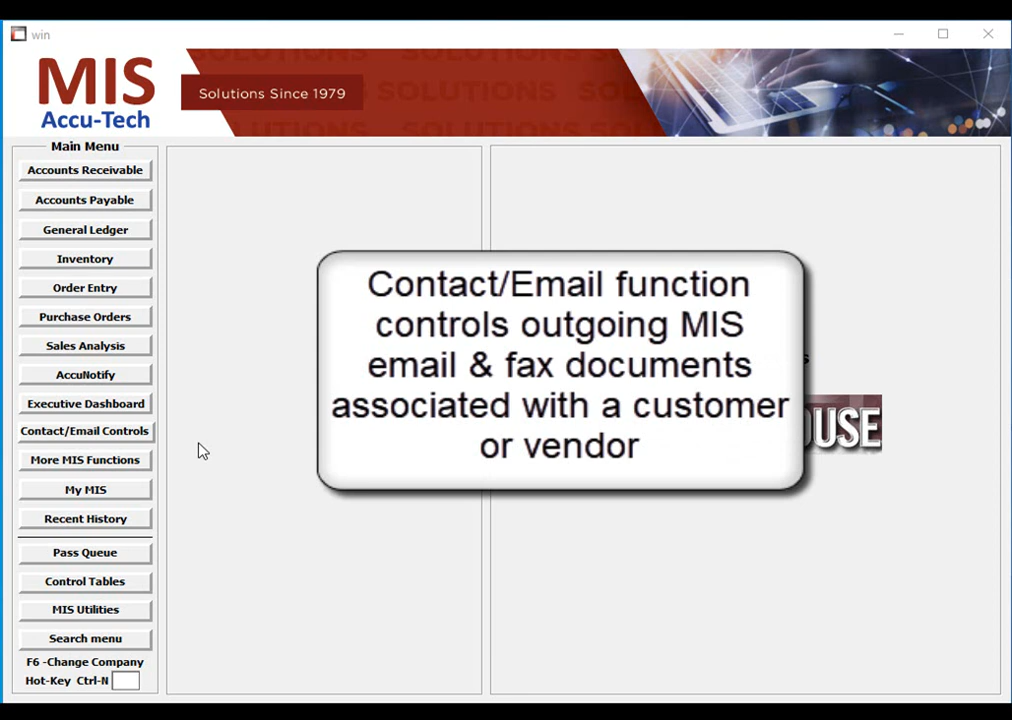 win
MIS
Accu-Tech
Solutions Since 1979
Main Menu
Accounts Receivable
Accounts Payable
General Ledger
Inventory
Order Entry
Purchase Orders
Sales Analysis
AccuNotify
Executive Dashboard
Contact/Email Controls
More MIS Functions
My MIS
Recent History
Pass Queue
Control Tables
MIS Utilities
Search menu
F6 -Change Company
Hot-Key Ctrl-N
Contact/Email function
controls outgoing MIS
email & fax documents
associated with a customer
or vendor